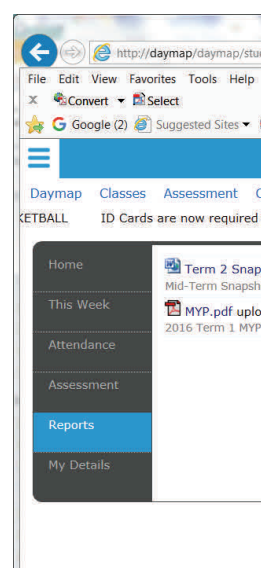 http://daymap/daymap/stu
File Edit View Favorites Tools Help
x Convert Select
Google (2) Suggested Sites
Daymap Classes Assessment
KETBALL ID Cards are now required
Home
Term 2 Snap
Mid-Term Snapsh
This Week
MYP.pdf uplo
2016 Term 1 MYP
Attendance
Assessment
Reports
My Details